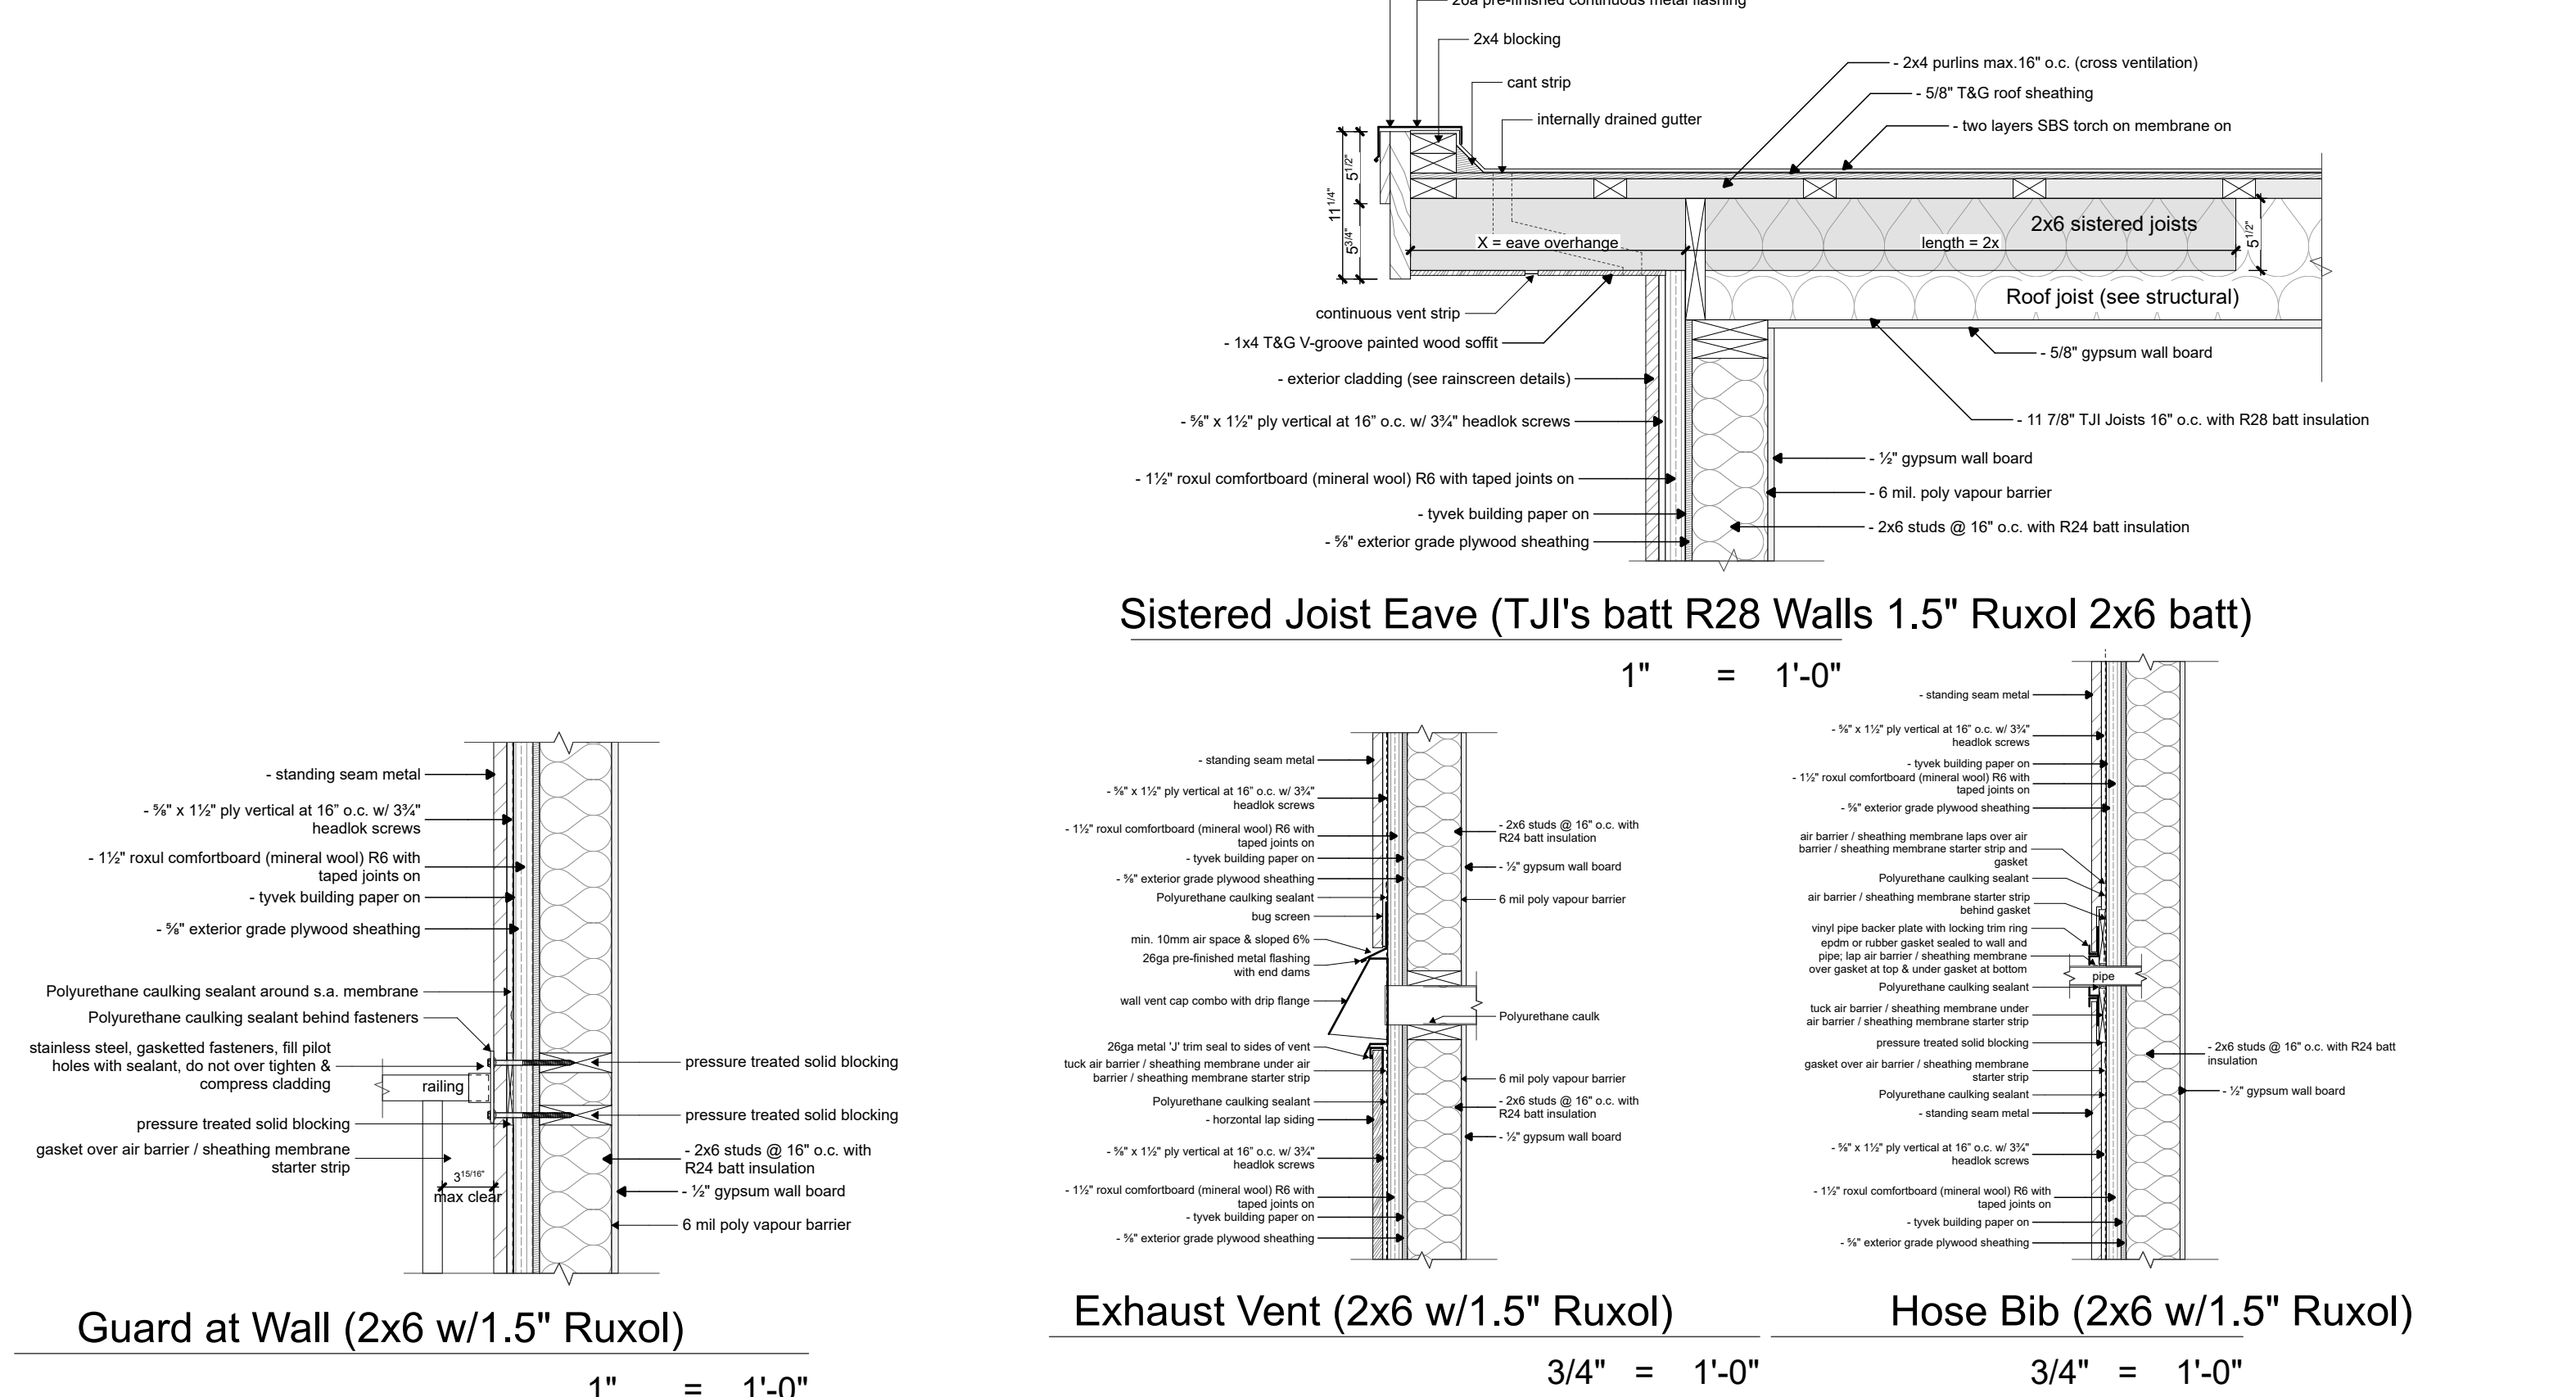 26a pre-finished continuous metal flashing
2x4 blocking
cant strip
internally drained gutter
- 2x4 purlins max.16" o.c. (cross ventilation)
- 5/8" T&G roof sheathing
- two layers SBS torch on membrane on
11 1/4"
5 1/2"
5 3/4"
X = eave overhange
length = 2x
2x6 sistered joists
5 1/2"
Roof joist (see structural)
continuous vent strip
- 1x4 T&G V-groove painted wood soffit
- exterior cladding (see rainscreen details)
- ⅝" x 1½" ply vertical at 16” o.c. w/ 3¾" headlok screws
- 1½" roxul comfortboard (mineral wool) R6 with taped joints on
- tyvek building paper on
- ⅝" exterior grade plywood sheathing
- 5/8" gypsum wall board
- 11 7/8" TJI Joists 16" o.c. with R28 batt insulation
- ½" gypsum wall board
- 6 mil. poly vapour barrier
- 2x6 studs @ 16" o.c. with R24 batt insulation
Sistered Joist Eave (TJI's batt R28 Walls 1.5" Ruxol 2x6 batt)
1" = 1'-0"
- standing seam metal
- ⅝" x 1½" ply vertical at 16” o.c. w/ 3¾"
headlok screws
- 1½" roxul comfortboard (mineral wool) R6 with
taped joints on
- tyvek building paper on
- ⅝" exterior grade plywood sheathing
Polyurethane caulking sealant around s.a. membrane
Polyurethane caulking sealant behind fasteners
stainless steel, gasketted fasteners, fill pilot
holes with sealant, do not over tighten &
compress cladding
railing
pressure treated solid blocking
gasket over air barrier / sheathing membrane
starter strip
3 15/16"
max clear
pressure treated solid blocking
pressure treated solid blocking
- 2x6 studs @ 16" o.c. with
R24 batt insulation
- ½" gypsum wall board
6 mil poly vapour barrier
Guard at Wall (2x6 w/1.5" Ruxol)
1" = 1'-0"
- standing seam metal
- ⅝" x 1½" ply vertical at 16” o.c. w/ 3¾"
headlok screws
- 1½" roxul comfortboard (mineral wool) R6 with
taped joints on
- tyvek building paper on
- ⅝" exterior grade plywood sheathing
Polyurethane caulking sealant
bug screen
min. 10mm air space & sloped 6%
26ga pre-finished metal flashing
with end dams
wall vent cap combo with drip flange
26ga metal 'J' trim seal to sides of vent
tuck air barrier / sheathing membrane under air
barrier / sheathing membrane starter strip
Polyurethane caulking sealant
- horzontal lap siding
- ⅝" x 1½" ply vertical at 16” o.c. w/ 3¾"
headlok screws
- 1½" roxul comfortboard (mineral wool) R6 with
taped joints on
- tyvek building paper on
- ⅝" exterior grade plywood sheathing
- 2x6 studs @ 16" o.c. with
R24 batt insulation
- ½" gypsum wall board
6 mil poly vapour barrier
Polyurethane caulk
6 mil poly vapour barrier
- 2x6 studs @ 16" o.c. with
R24 batt insulation
- ½" gypsum wall board
Exhaust Vent (2x6 w/1.5" Ruxol)
3/4" = 1'-0"
- standing seam metal
- ⅝" x 1½" ply vertical at 16” o.c. w/ 3¾"
headlok screws
- tyvek building paper on
- 1½" roxul comfortboard (mineral wool) R6 with
taped joints on
- ⅝" exterior grade plywood sheathing
air barrier / sheathing membrane laps over air
barrier / sheathing membrane starter strip and
gasket
Polyurethane caulking sealant
air barrier / sheathing membrane starter strip
behind gasket
vinyl pipe backer plate with locking trim ring
epdm or rubber gasket sealed to wall and
pipe; lap air barrier / sheathing membrane
over gasket at top & under gasket at bottom
pipe
Polyurethane caulking sealant
tuck air barrier / sheathing membrane under
air barrier / sheathing membrane starter strip
pressure treated solid blocking
gasket over air barrier / sheathing membrane
starter strip
Polyurethane caulking sealant
- standing seam metal
- ⅝" x 1½" ply vertical at 16” o.c. w/ 3¾"
headlok screws
- 1½" roxul comfortboard (mineral wool) R6 with
taped joints on
- tyvek building paper on
- ⅝" exterior grade plywood sheathing
- 2x6 studs @ 16" o.c. with R24 batt
insulation
- ½" gypsum wall board
Hose Bib (2x6 w/1.5" Ruxol)
3/4" = 1'-0"